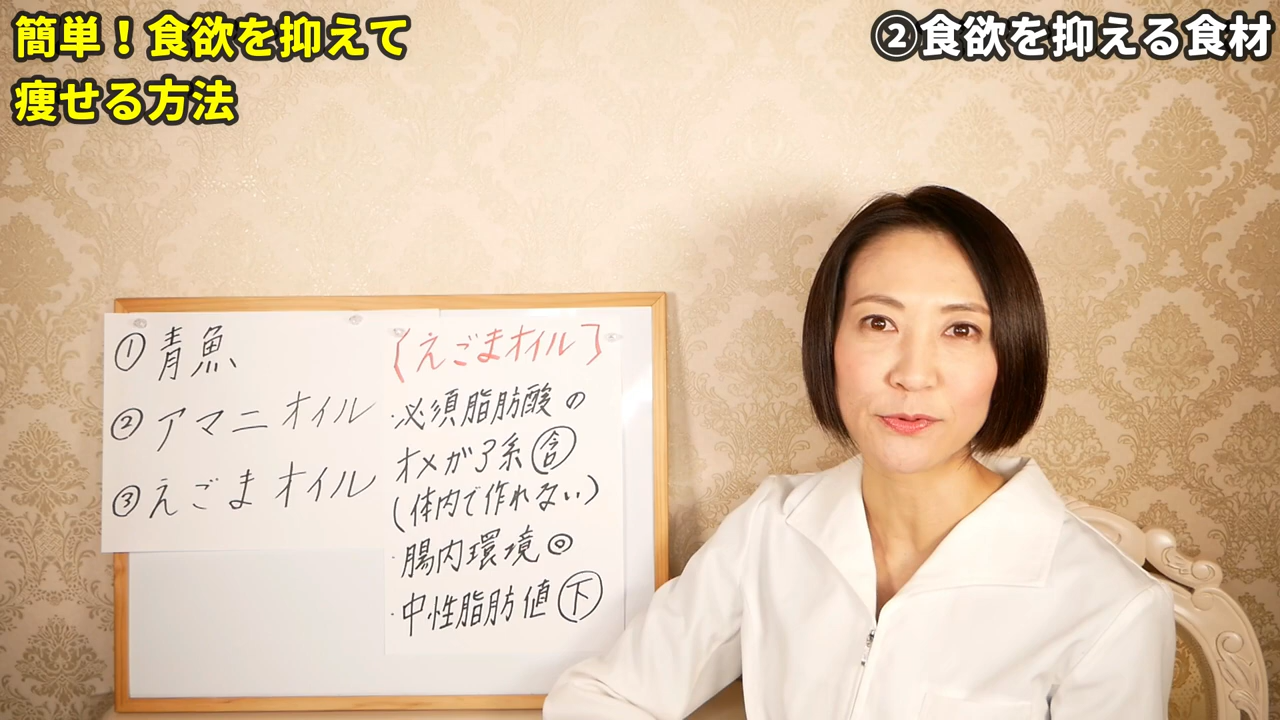 簡単！食欲を抑えて
痩せる方法
②食欲を抑える食材
①青魚
②アマニオイル
③えごまオイル
〔えごまオイル〕
・必須脂肪酸の
オメガ3系㊒
(体内で作れない)
・腸内環境◎
・中性脂肪値㊦